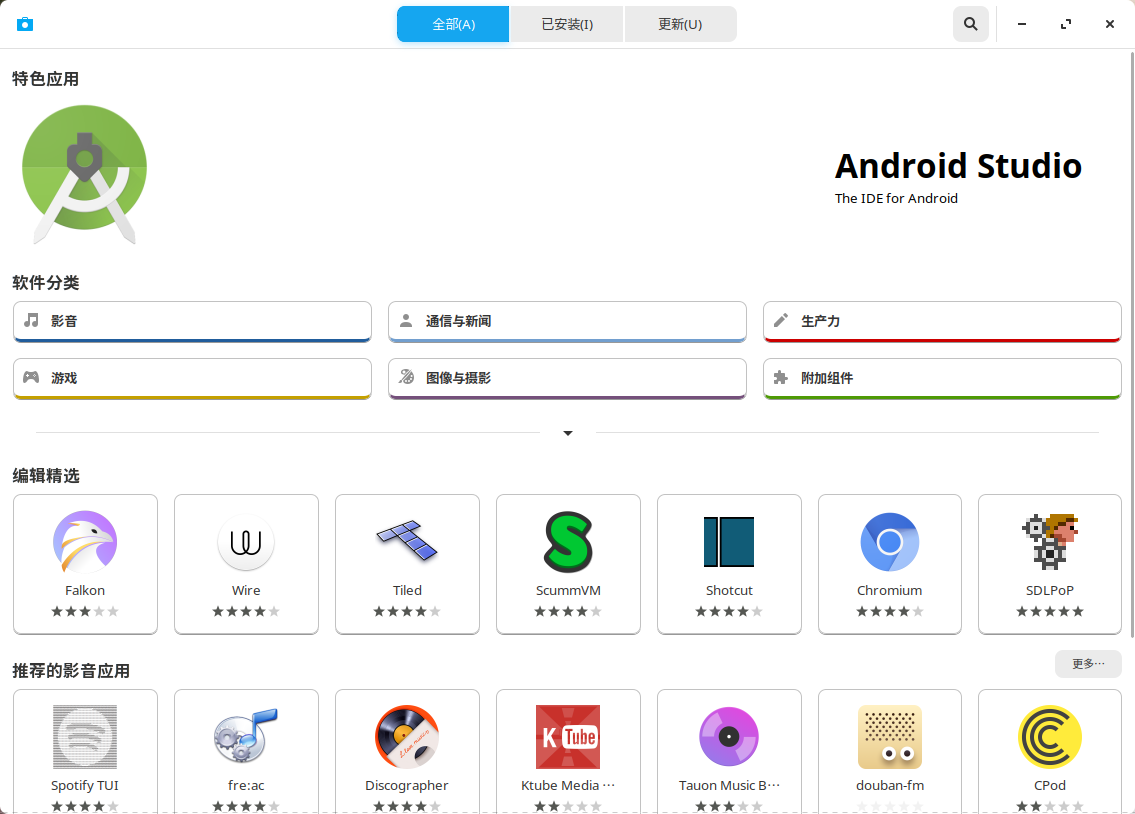 全部(A) 已安装(I) 更新(U)
特色应用
Android Studio
The IDE for Android
软件分类
影音 通信与新闻 生产力
游戏 图像与摄影 附加组件
编辑精选
Falkon Wire Tiled ScummVM Shotcut Chromium SDLPoP
推荐的影音应用 更多…
K Tube
Spotify TUI fre:ac Discographer Ktube Media … Tauon Music B… douban-fm CPod